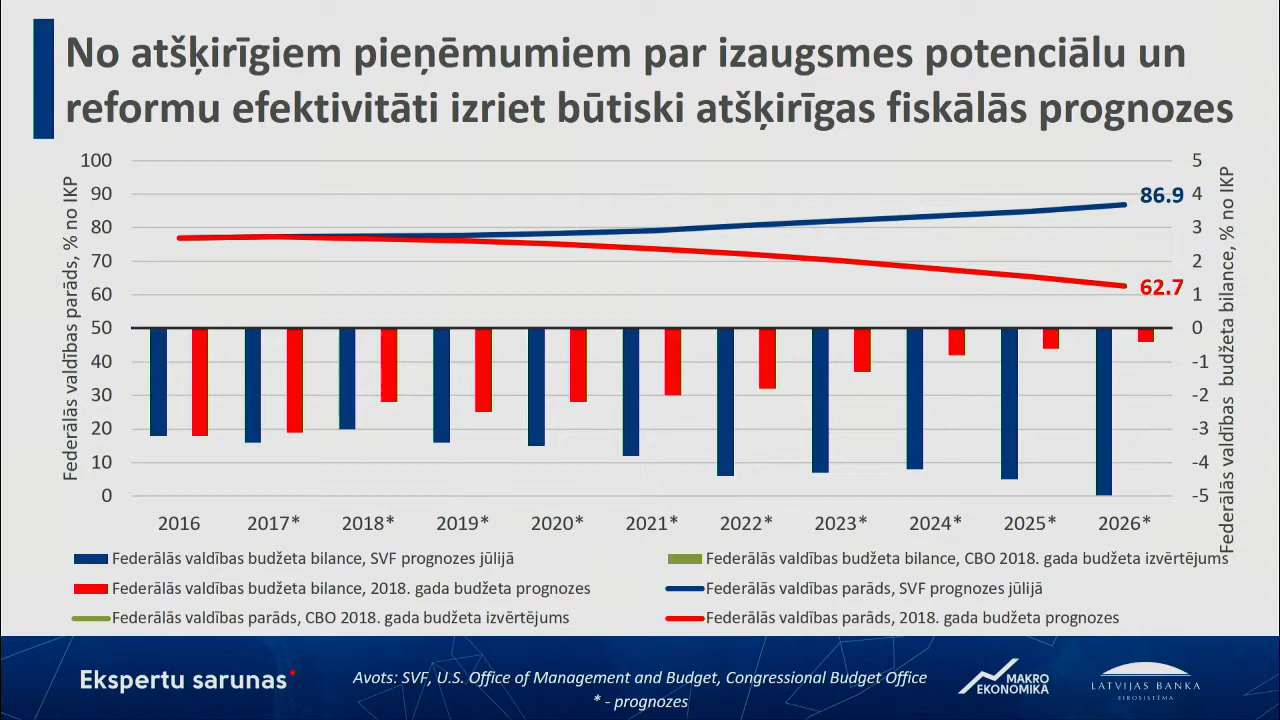 No atšķirīgiem pieņēmumiem par izaugsmes potenciālu un
reformu efektivitāti izriet būtiski atšķirīgas fiskālās prognozes
Federālās valdības parāds, % no IKP
100
90
80
70
60
50
40
30
20
10
0
86.9
62.7
5
4
3
2
1
0
-1
-2
-3
-4
-5
Federālās valdības budžeta bilance, % no IKP
2016 2017* 2018* 2019* 2020* 2021* 2022* 2023* 2024* 2025* 2026*
Federālās valdības budžeta bilance, SVF prognozes jūlijā
Federālās valdības budžeta bilance, CBO 2018. gada budžeta izvērtējums
Federālās valdības budžeta bilance, 2018. gada budžeta prognozes
Federālās valdības parāds, SVF prognozes jūlijā
Federālās valdības parāds, CBO 2018. gada budžeta izvērtējums
Federālās valdības parāds, 2018. gada budžeta prognozes
Ekspertu sarunas
Avots: SVF, U.S. Office of Management and Budget, Congressional Budget Office
* - prognozes
MAKRO
EKONOMIKA
LATVIJAS BANKA
EIROSISTĒMA